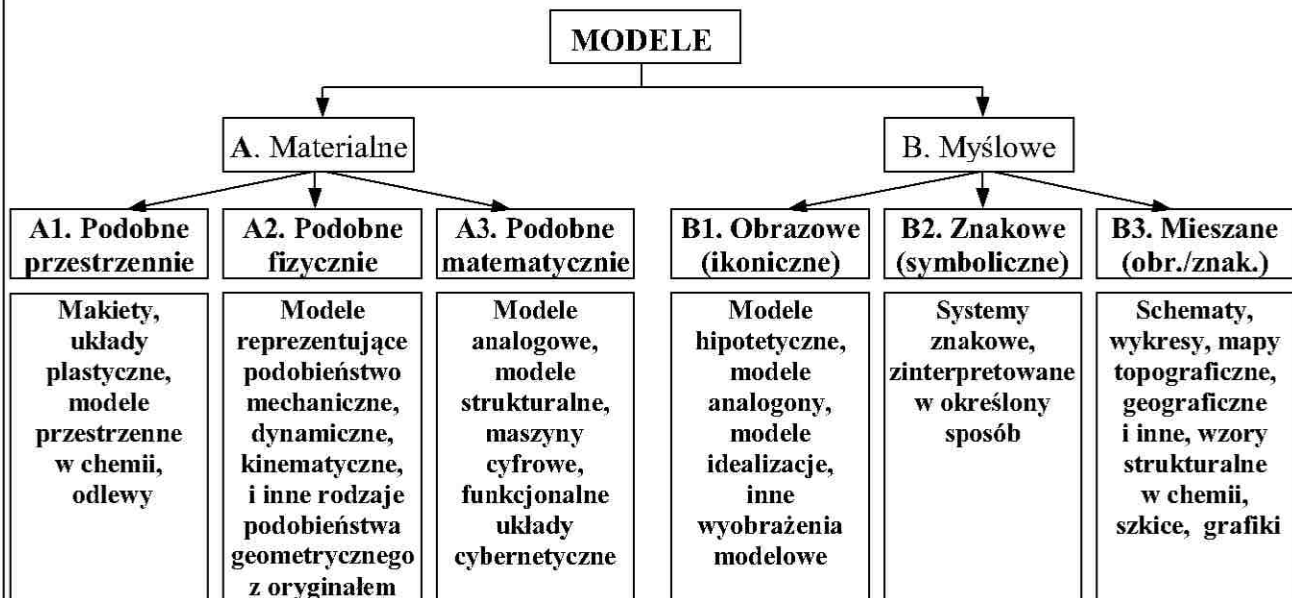 MODELE
A. Materialne
B. Myślowe
A1. Podobne
przestrzennie
A2. Podobne
fizycznie
A3. Podobne
matematycznie
B1. Obrazowe
(ikoniczne)
B2. Znakowe
(symboliczne)
B3. Mieszane
(obr./znak.)
Makiety,
układy
plastyczne,
modele
przestrzenne
w chemii,
odlewy
Modele
reprezentujące
podobieństwo
mechaniczne,
dynamiczne,
kinematyczne,
i inne rodzaje
podobieństwa
geometrycznego
z oryginałem
Modele
analogowe,
modele
strukturalne,
maszyny
cyfrowe,
funkcjonalne
układy
cybernetyczne
Modele
hipotetyczne,
modele
analogony,
modele
idealizacje,
inne
wyobrażenia
modelowe
Systemy
znakowe,
zinterpretowane
w określony
sposób
Schematy,
wykresy, mapy
topograficzne,
geograficzne
i inne, wzory
strukturalne
w chemii,
szkice, grafiki